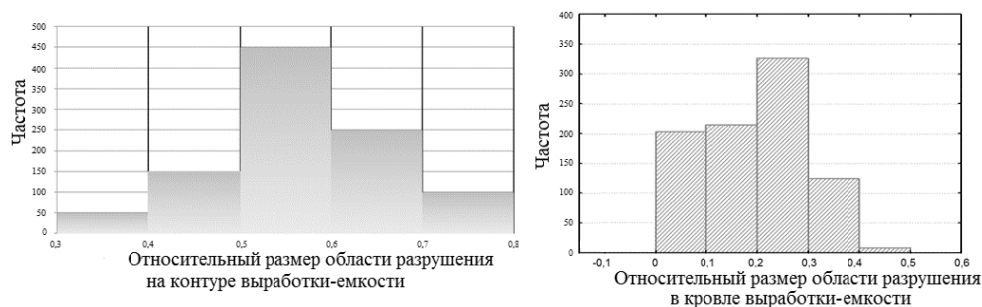 Частота
500
450
400
350
300
250
200
150
100
50
0
0,3 0,4 0,5 0,6 0,7 0,8
Относительный размер области разрушения
на контуре выработки-емкости
Частота
400
350
300
250
200
150
100
50
0
-0,1 0 0,1 0,2 0,3 0,4 0,5 0,6
Относительный размер области разрушения
в кровле выработки-емкости